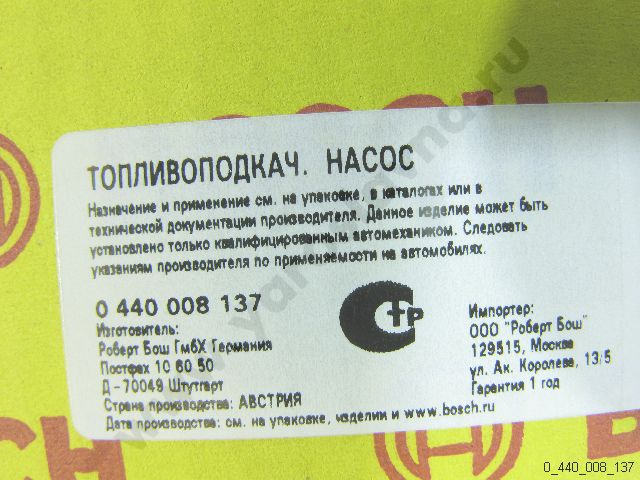 BOSCH
ТОПЛИВОПОДКАЧ. НАСОС
Назначение и применение см. на упаковке, в каталогах или в
технической документации производителя. Данное изделие может быть
установлено только квалифицированным автомехаником. Следовать
указаниям производителя по применяемости на автомобилях.
0 440 008 137
Изготовитель:
Роберт Бош ГмбХ Германия
Постфах 10 60 50
Д - 70049 Штутгарт
Страна производства: АВСТРИЯ
Дата производства: см. на упаковке, изделии и www.bosch.ru
СТР
Импортер:
ООО "Роберт Бош"
129515, Москва
ул. Ак. Королева, 13/5
Гарантия 1 год
OSCH
B
0_440_008_137